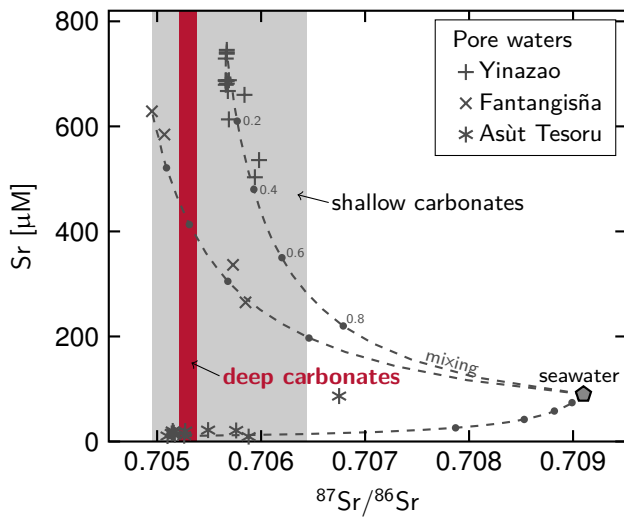 800
600
400
200
0
Sr [µM]
Pore waters
Yinazao
Fantangisña
Asùt Tesoru
0.2
0.4
0.6
0.8
shallow carbonates
deep carbonates
mixing
seawater
0.705
0.706
0.707
0.708
0.709
⁸⁷Sr/⁸⁶Sr